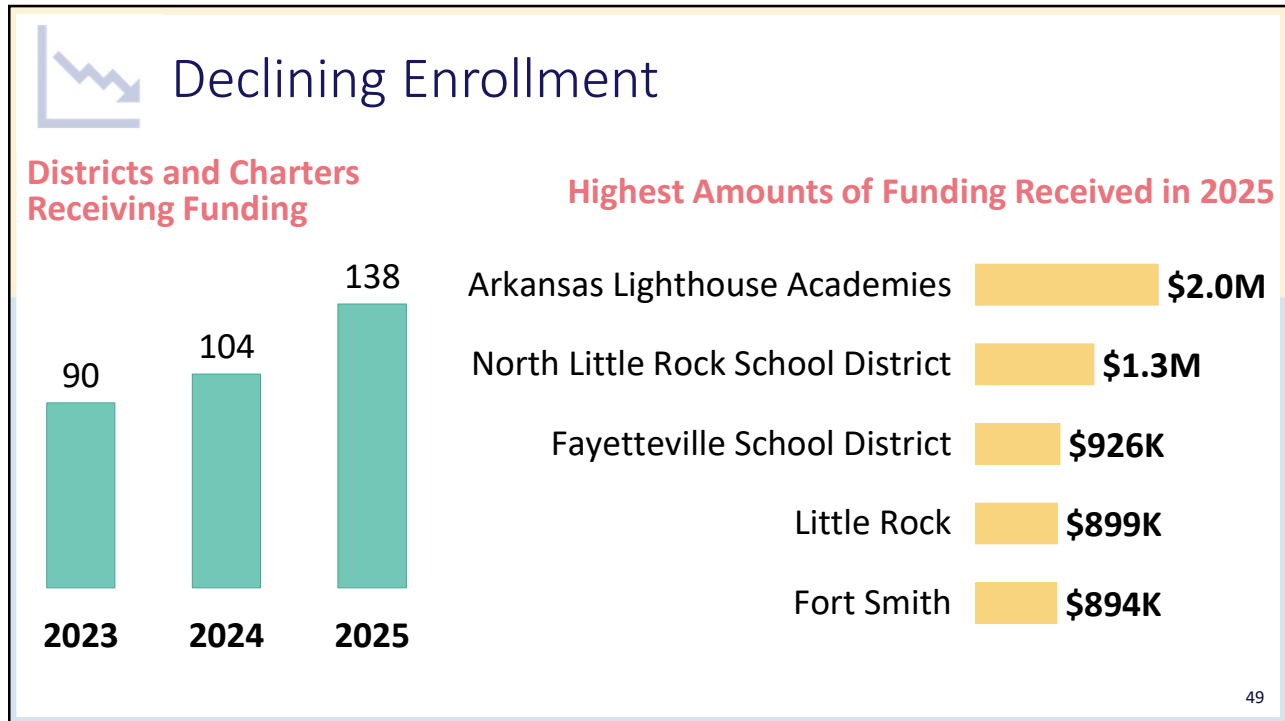 Declining Enrollment
Districts and Charters
Receiving Funding
138
104
90
2023
2024
2025
Highest Amounts of Funding Received in 2025
Arkansas Lighthouse Academies
$2.0M
North Little Rock School District
$1.3M
Fayetteville School District
$926K
Little Rock
$899K
Fort Smith
$894K
49